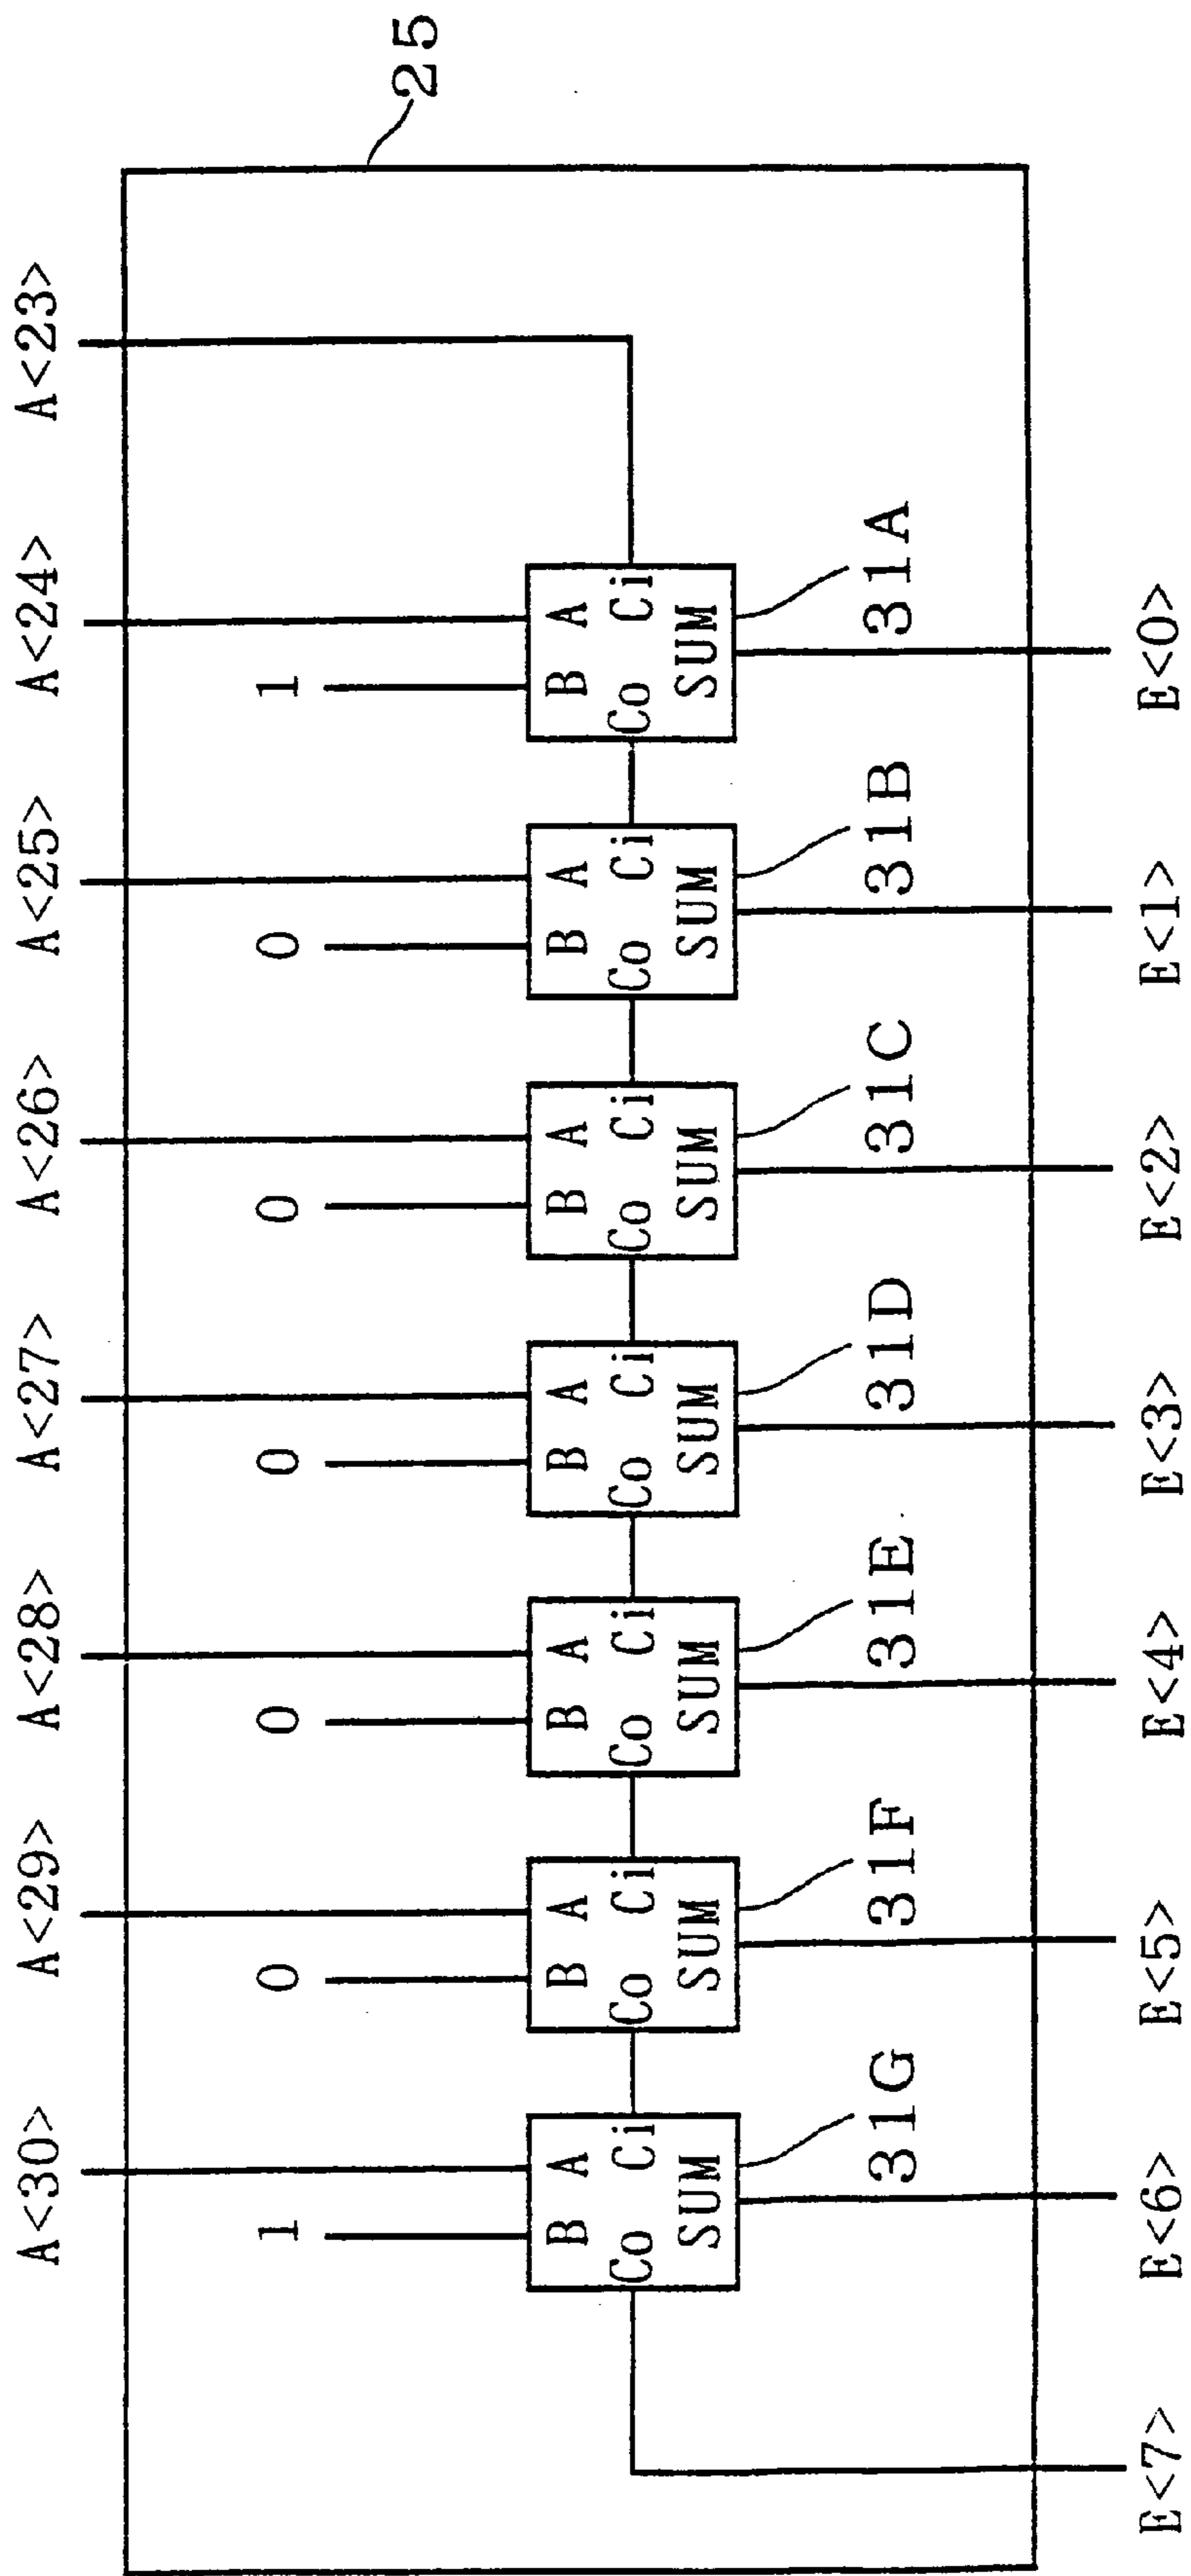 25
A<30> A<29> A<28> A<27> A<26> A<25> A<24> A<23>
1 0 0 0 0 0 1
B A B A B A B A B A B A B A
Co Ci Co Ci Co Ci Co Ci Co Ci Co Ci Co Ci
SUM SUM SUM SUM SUM SUM SUM
31G 31F 31E 31D 31C 31B 31A
E<7> E<6> E<5> E<4> E<3> E<2> E<1> E<0>